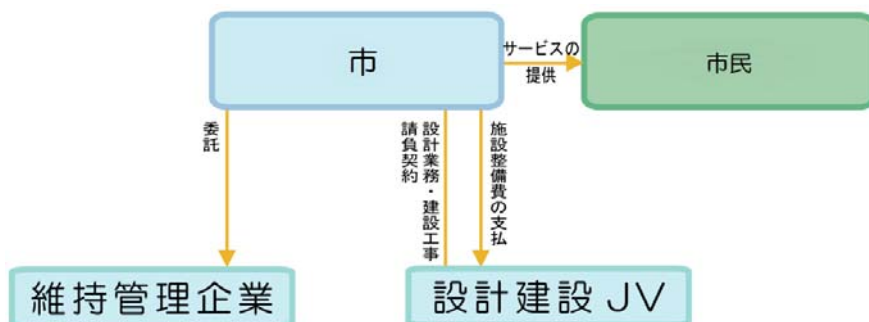 市
サービスの
提供
市民
委託
設計業務・建設工事
請負契約
施設整備費の支払
維持管理企業
設計建設 JV